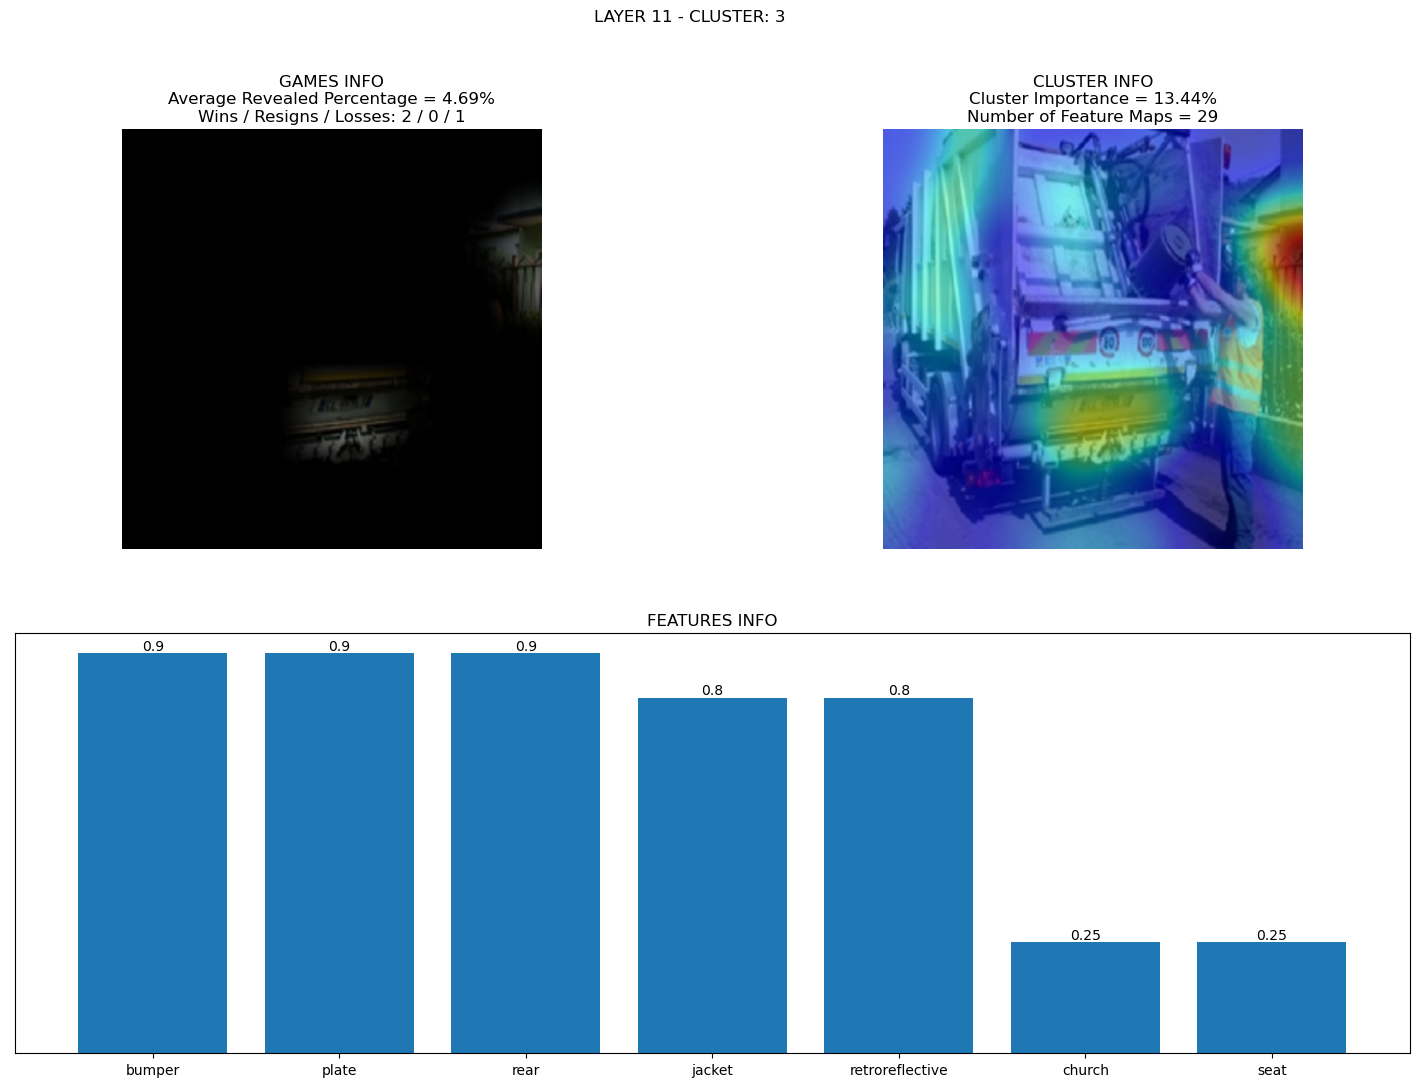 LAYER 11 - CLUSTER: 3
GAMES INFO
Average Revealed Percentage = 4.69%
Wins / Resigns / Losses: 2 / 0 / 1
CLUSTER INFO
Cluster Importance = 13.44%
Number of Feature Maps = 29
FEATURES INFO
0.9 0.9 0.9 0.8 0.8 0.25 0.25
bumper plate rear jacket retroreflective church seat